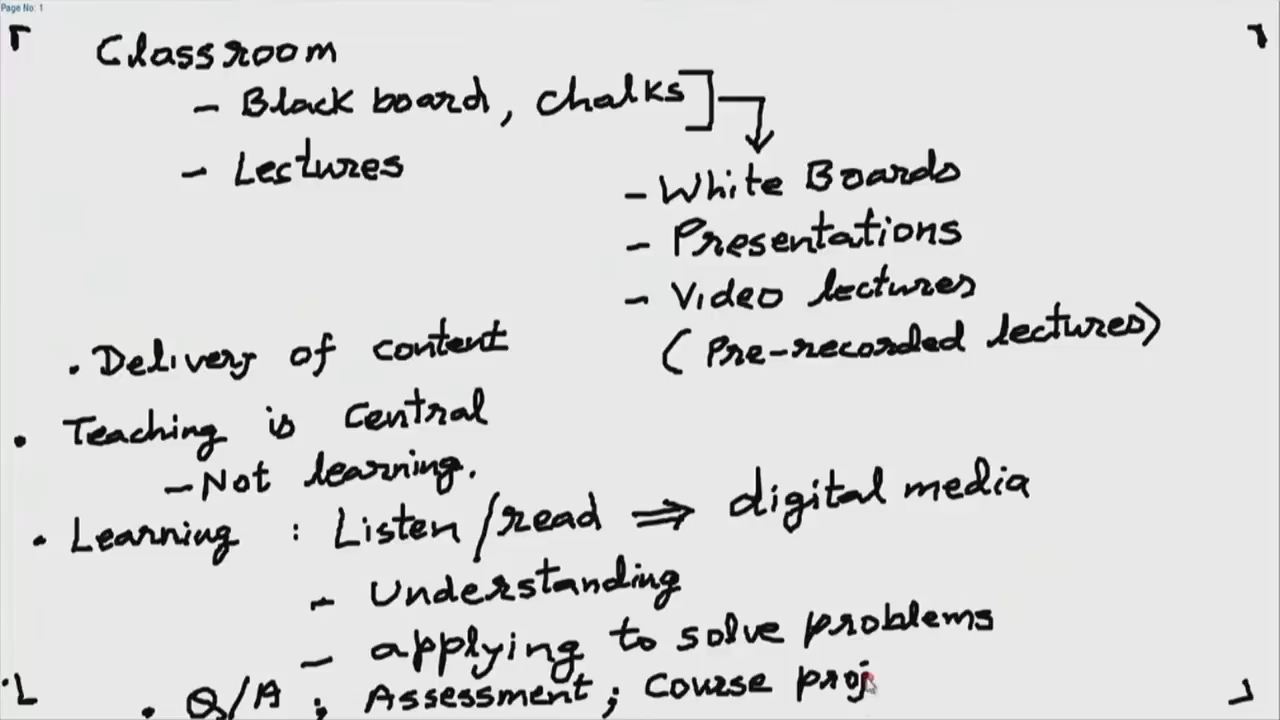 Page No: 1
Classroom
- Black board, chalks
- Lectures
- White Boards
- Presentations
- Video lectures
(Pre-recorded lectures)
. Delivery of content
. Teaching is central
- Not learning.
. Learning : Listen/read ⇒ digital media
- Understanding
- applying to solve problems
. Q/A ; Assessment ; course proj